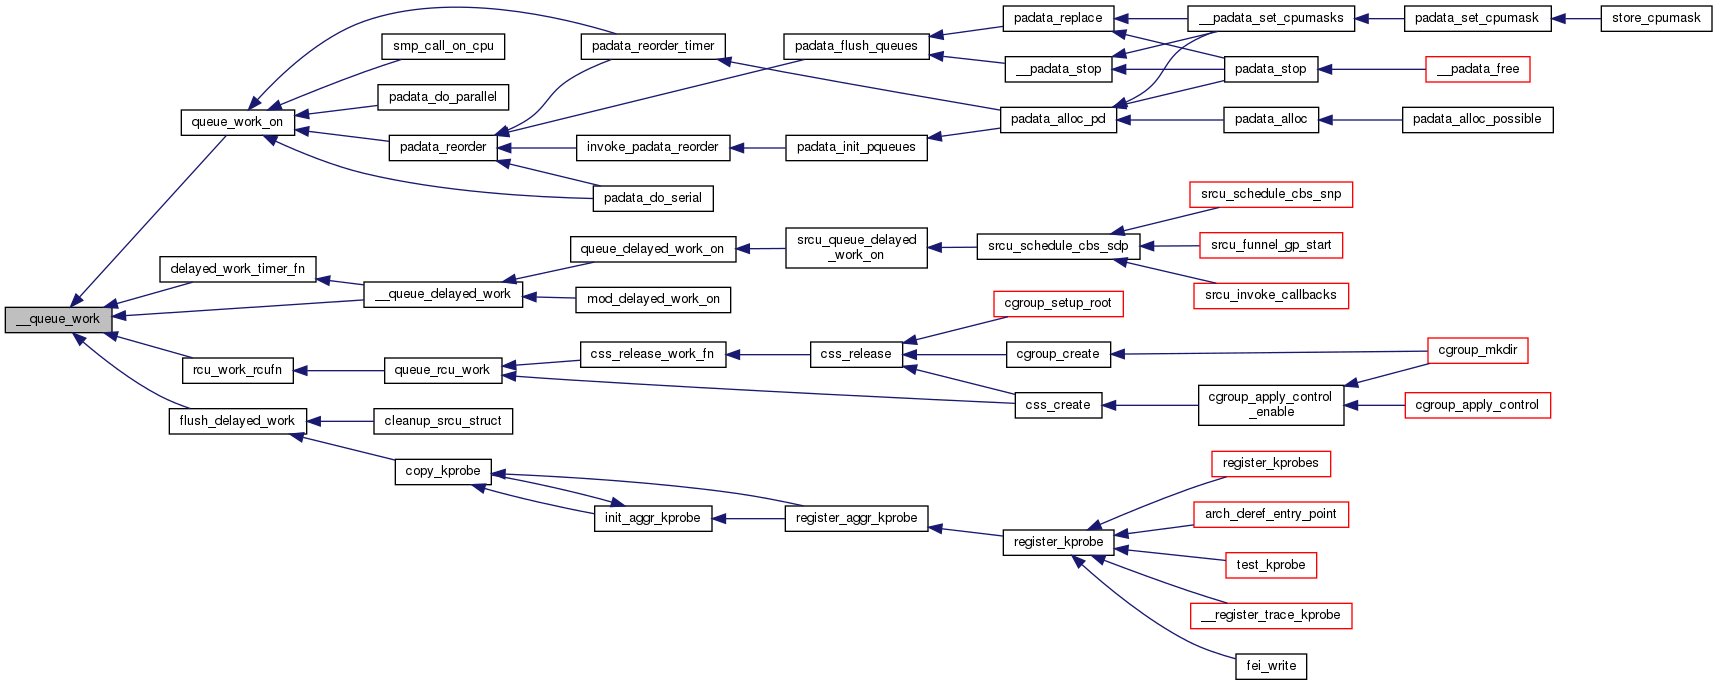 padata_replace
__padata_set_cpumasks
padata_set_cpumask
store_cpumask
smp_call_on_cpu
padata_reorder_timer
padata_flush_queues
__padata_stop
padata_stop
__padata_free
padata_do_parallel
queue_work_on
padata_alloc_pd
padata_alloc
padata_alloc_possible
padata_reorder
invoke_padata_reorder
padata_init_pqueues
padata_do_serial
srcu_schedule_cbs_snp
queue_delayed_work_on
srcu_queue_delayed
_work_on
srcu_schedule_cbs_sdp
srcu_funnel_gp_start
delayed_work_timer_fn
__queue_delayed_work
mod_delayed_work_on
srcu_invoke_callbacks
cgroup_setup_root
__queue_work
css_release_work_fn
css_release
cgroup_create
cgroup_mkdir
rcu_work_rcufn
queue_rcu_work
css_create
cgroup_apply_control
_enable
cgroup_apply_control
flush_delayed_work
cleanup_srcu_struct
copy_kprobe
register_kprobes
init_aggr_kprobe
register_aggr_kprobe
arch_deref_entry_point
register_kprobe
test_kprobe
__register_trace_kprobe
fei_write